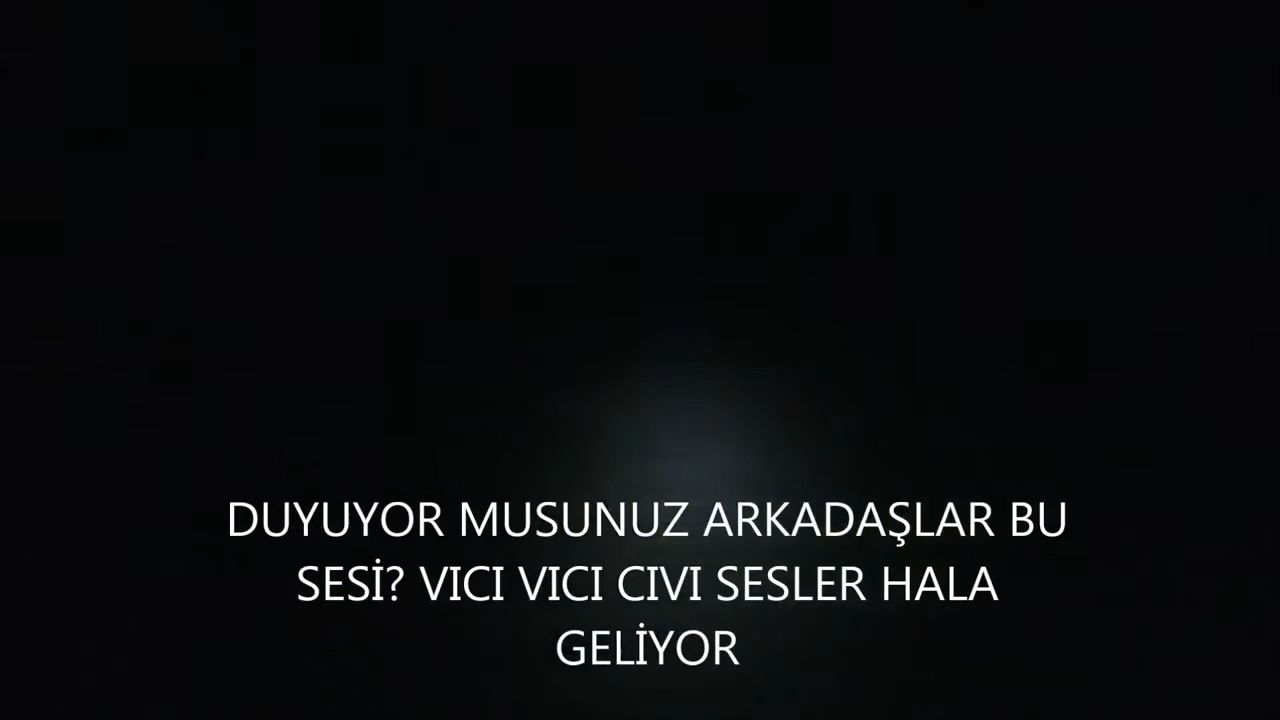 DUYUYOR MUSUNUZ ARKADAŞLAR BU
SESİ? VICI VICI CIVI SESLER HALA
GELİYOR